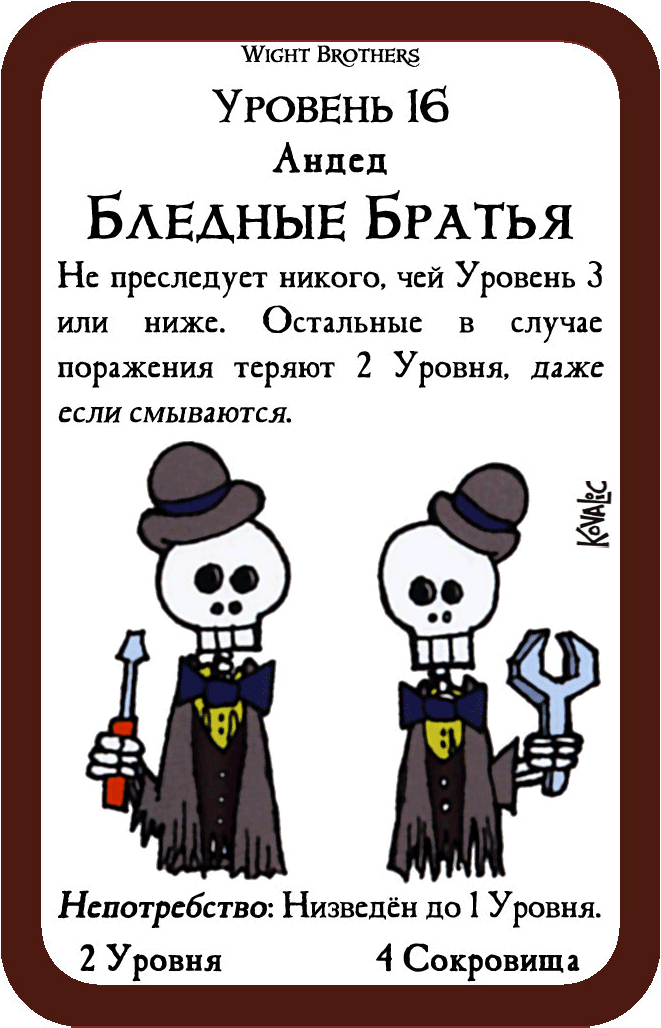 Wight Brothers
Уровень 16
Андед
Бледные Братья
Не преследует никого, чей Уровень 3
или ниже. Остальные в случае
поражения теряют 2 Уровня, даже
если смываются.
Kovalic
Непотребство: Низведён до 1 Уровня.
2 Уровня 4 Сокровища